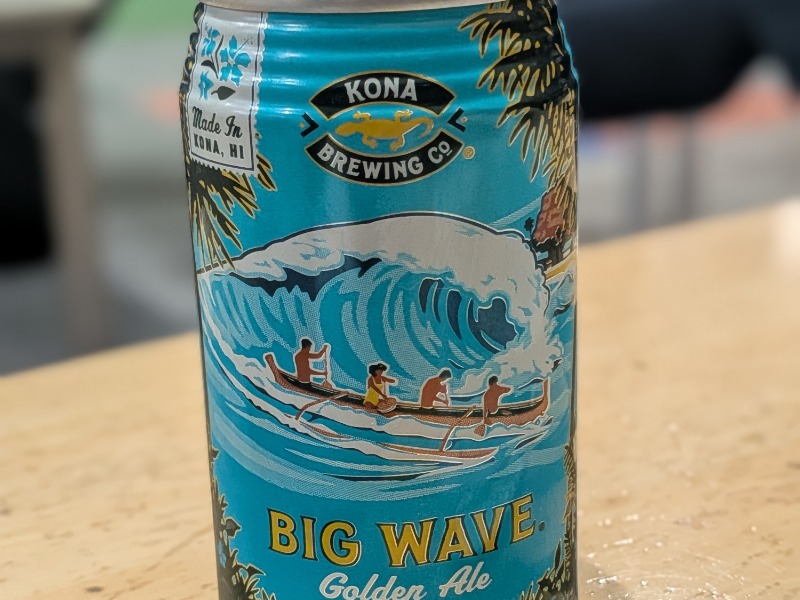 KONA
BREWING Co
®
Made In
KONA, HI
BIG WAVE®
Golden Ale